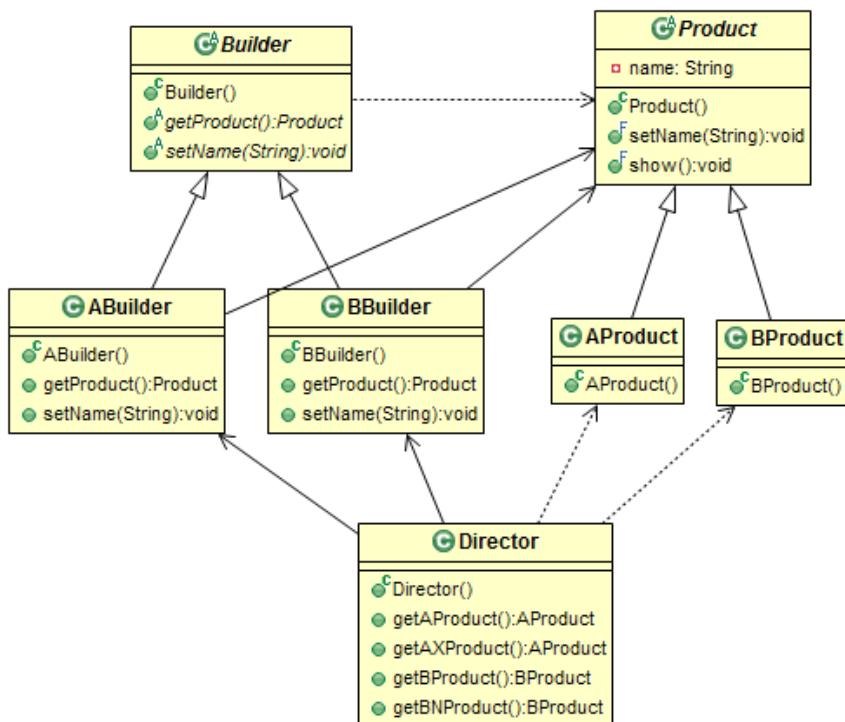 Builder
Builder()
getProduct():Product
setName(String):void
Product
name: String
Product()
setName(String):void
show():void
ABuilder
ABuilder()
getProduct():Product
setName(String):void
BBuilder
BBuilder()
getProduct():Product
setName(String):void
AProduct
AProduct()
BProduct
BProduct()
Director
Director()
getAProduct():AProduct
getAXProduct():AProduct
getBProduct():BProduct
getBNProduct():BProduct